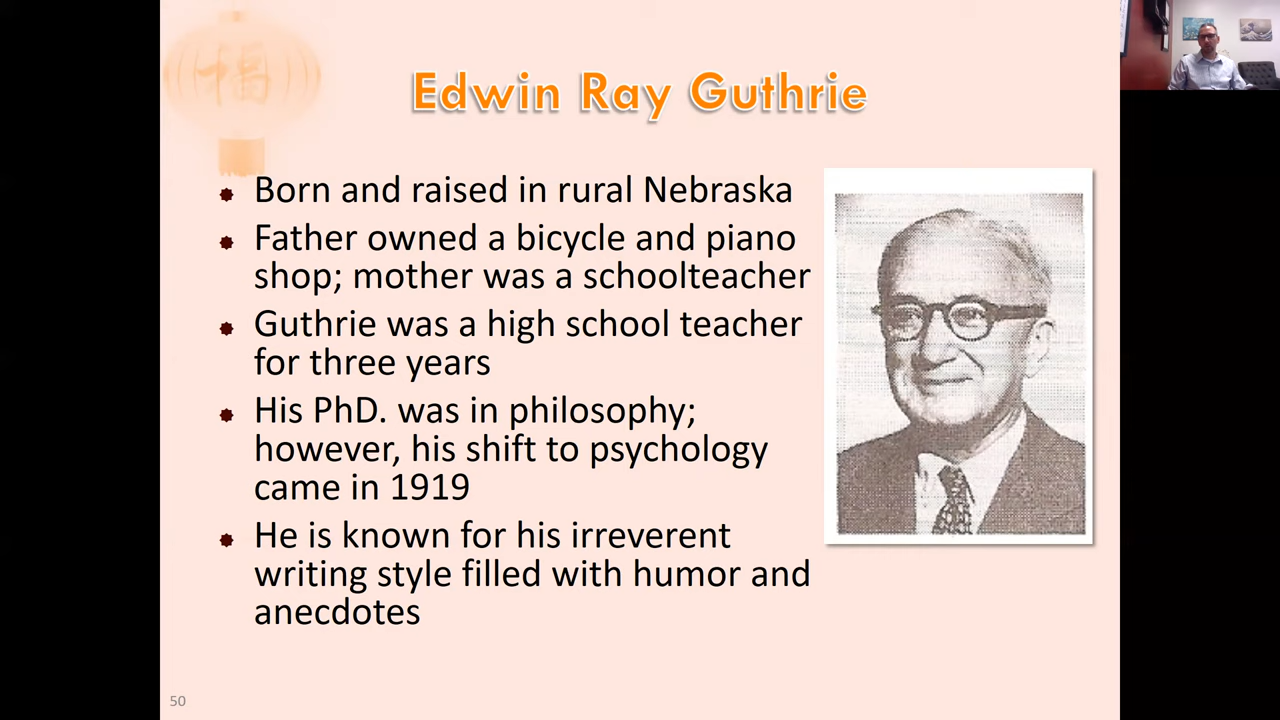 福
Edwin Ray Guthrie
Born and raised in rural Nebraska
Father owned a bicycle and piano
shop; mother was a schoolteacher
Guthrie was a high school teacher
for three years
His PhD. was in philosophy;
however, his shift to psychology
came in 1919
He is known for his irreverent
writing style filled with humor and
anecdotes
50